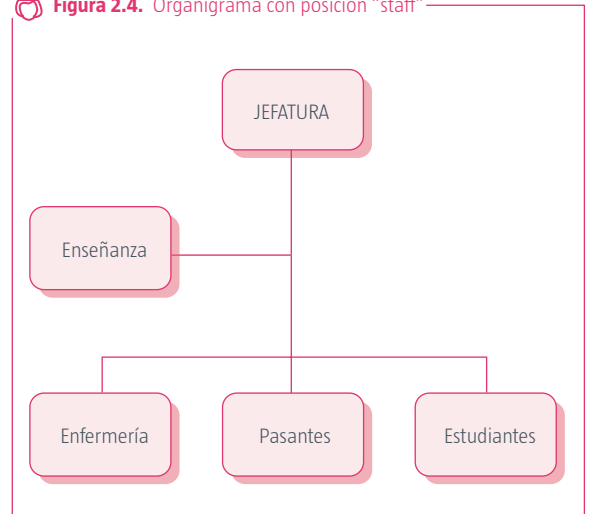 Figura 2.4. Organigrama con posición "staff"
JEFATURA
Enseñanza
Enfermería
Pasantes
Estudiantes